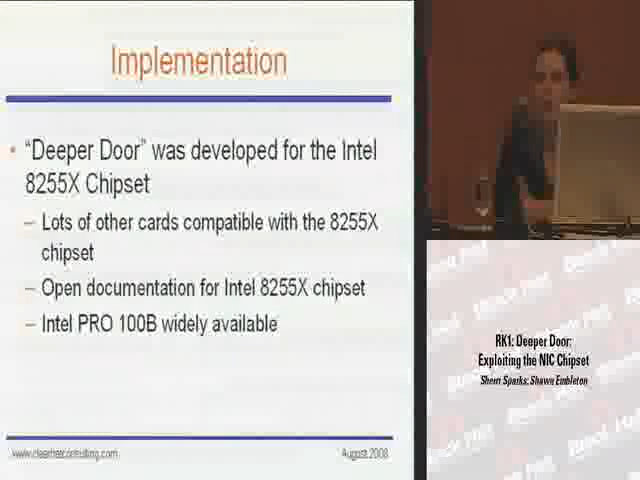 Implementation
• "Deeper Door" was developed for the Intel
8255X Chipset
– Lots of other cards compatible with the 8255X
chipset
– Open documentation for Intel 8255X chipset
– Intel PRO 100B widely available
www.clearhatconsulting.com
August 2008
RK1: Deeper Door:
Exploiting the NIC Chipset
Sherri Sparks; Shawn Embleton